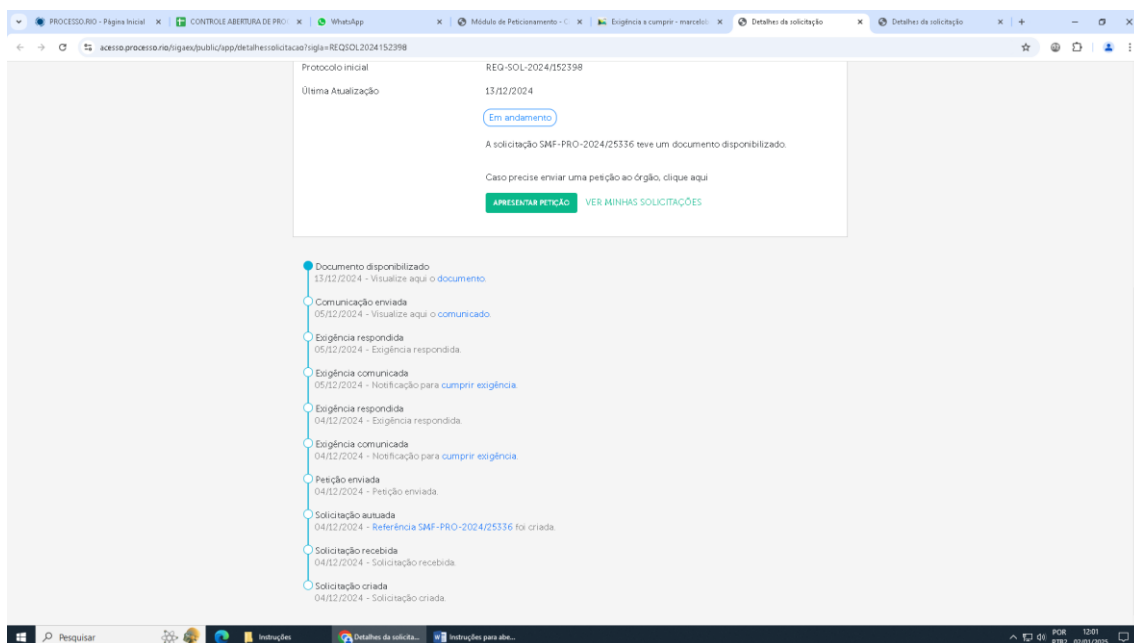 PROCESSO.RIO - Página Inicial
CONTROLE ABERTURA DE PRO
WhatsApp
Módulo de Peticionamento - C
Exigência a cumprir - marcelo
Detalhes da solicitação
Detalhes da solicitação
acesso.processo.rio/sigaex/public/app/detalhessolicitacao?sigla=REQSOL2024152398
Protocolo inicial REQ-SOL-2024/152398
Última Atualização 13/12/2024
Em andamento
A solicitação SMF-PRO-2024/25336 teve um documento disponibilizado.
Caso precise enviar uma petição ao órgão, clique aqui
APRESENTAR PETIÇÃO VER MINHAS SOLICITAÇÕES
Documento disponibilizado
13/12/2024 - Visualize aqui o documento
Comunicação enviada
05/12/2024 - Visualize aqui o comunicado.
Exigência respondida
05/12/2024 - Exigência respondida.
Exigência comunicada
05/12/2024 - Notificação para cumprir exigência.
Exigência respondida
04/12/2024 - Exigência respondida.
Exigência comunicada
04/12/2024 - Notificação para cumprir exigência.
Petição enviada
04/12/2024 - Petição enviada.
Solicitação autuada
04/12/2024 - Referência SMF-PRO-2024/25336 foi criada.
Solicitação recebida
04/12/2024 - Solicitação recebida.
Solicitação criada
04/12/2024 - Solicitação criada.
Pesquisar
Instruções
Detalhes da solicita...
Instruções para abe...
POR 12:01
PTB2 02/01/2025